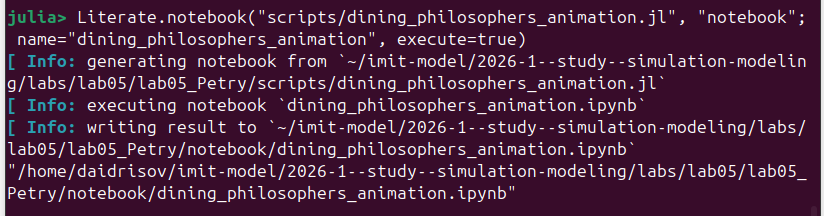 julia> Literate.notebook("scripts/dining_philosophers_animation.jl", "notebook";
 name="dining_philosophers_animation", execute=true)
[ Info: generating notebook from `~/imit-model/2026-1--study--simulation-modelin
g/labs/lab05/lab05_Petry/scripts/dining_philosophers_animation.jl`
[ Info: executing notebook `dining_philosophers_animation.ipynb`
[ Info: writing result to `~/imit-model/2026-1--study--simulation-modeling/labs/
lab05/lab05_Petry/notebook/dining_philosophers_animation.ipynb`
"/home/daidrisov/imit-model/2026-1--study--simulation-modeling/labs/lab05/lab05_
Petry/notebook/dining_philosophers_animation.ipynb"